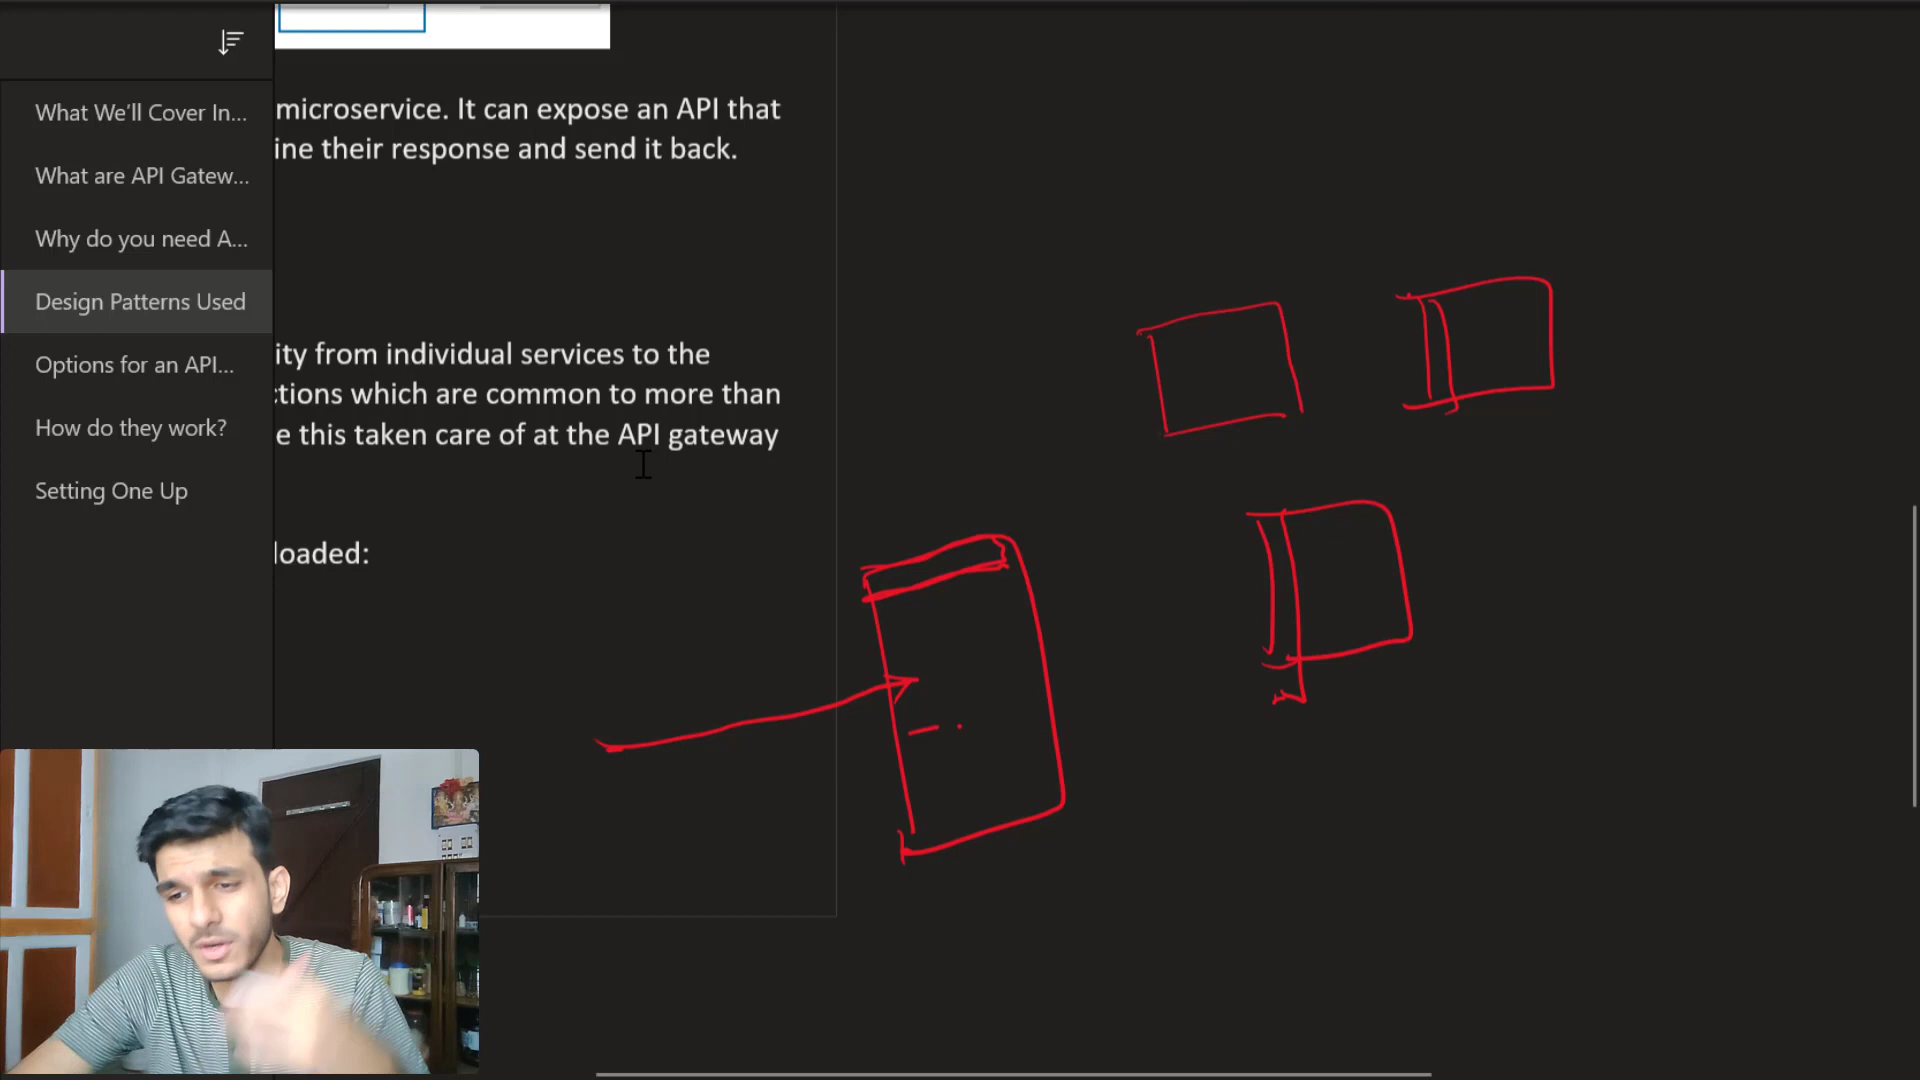 What We'll Cover In...
What are API Gatew...
Why do you need A...
Design Patterns Used
Options for an API...
How do they work?
Setting One Up
microservice. It can expose an API that
ine their response and send it back.
ity from individual services to the
ctions which are common to more than
e this taken care of at the API gateway
loaded: